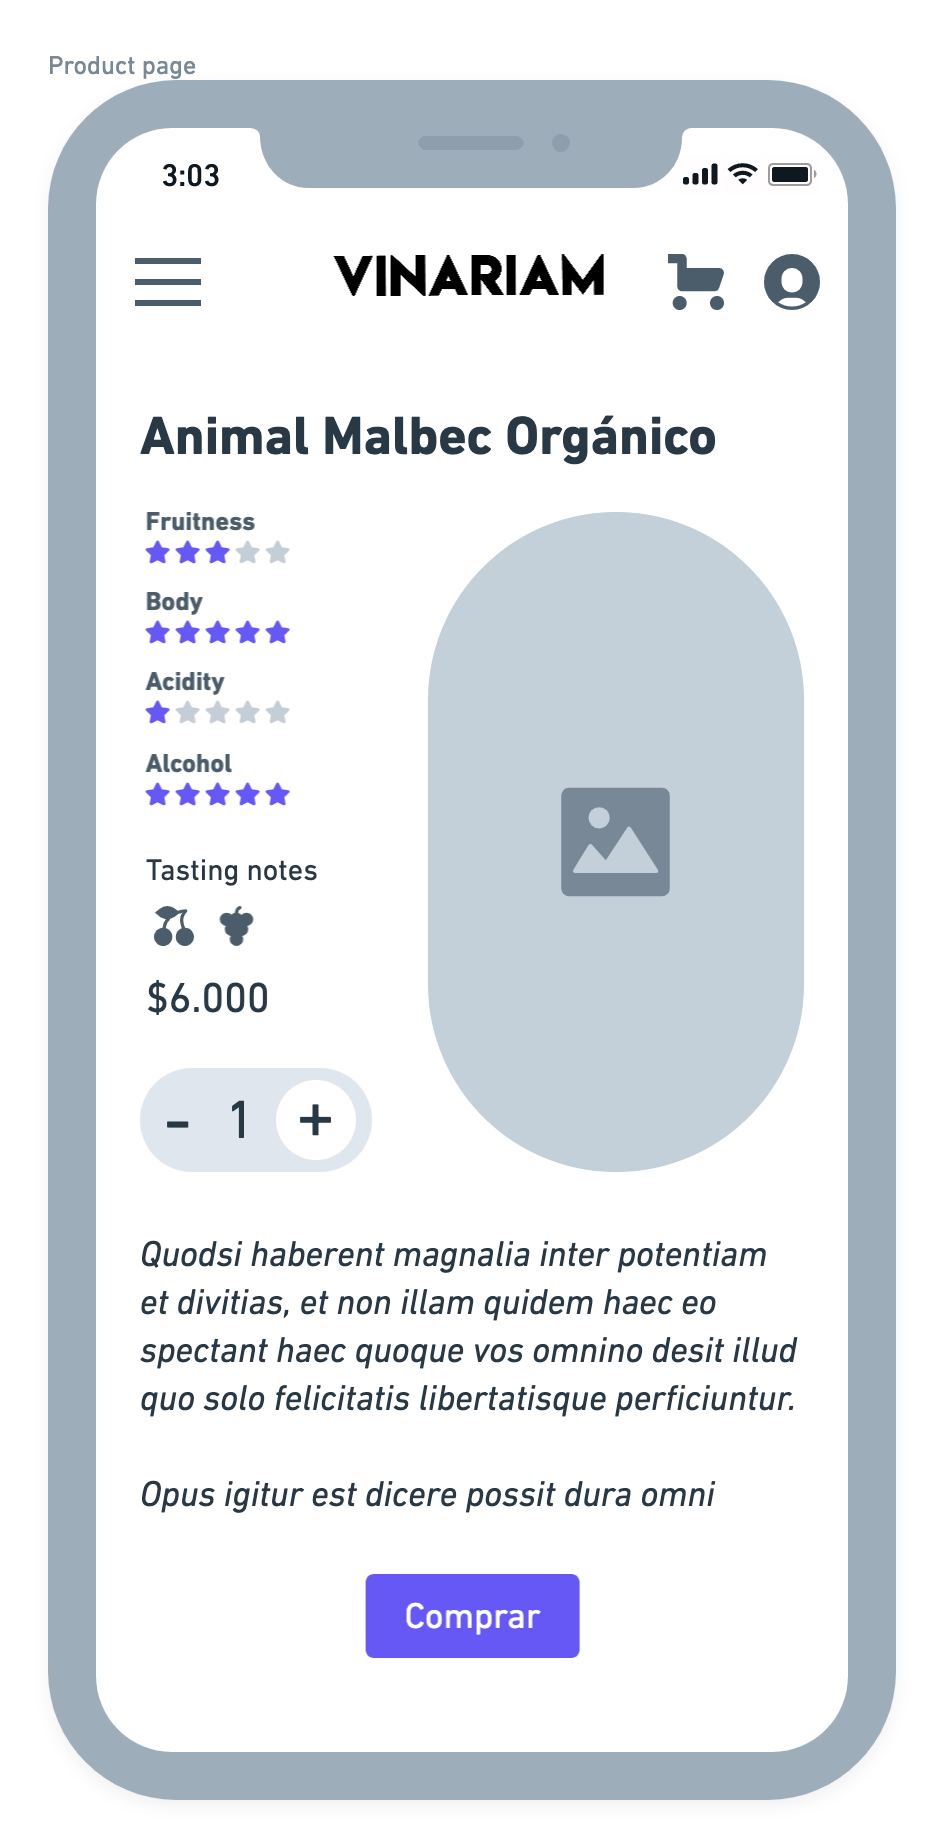 Product page
3:03
VINARIAM
Animal Malbec Orgánico
Fruitness
Body
Acidity
Alcohol
Tasting notes
$6.000
- 1 +
Quodsi haberent magnalia inter potentiam
et divitias, et non illam quidem haec eo
spectant haec quoque vos omnino desit illud
quo solo felicitatis libertatisque perficiuntur.
Opus igitur est dicere possit dura omni
Comprar